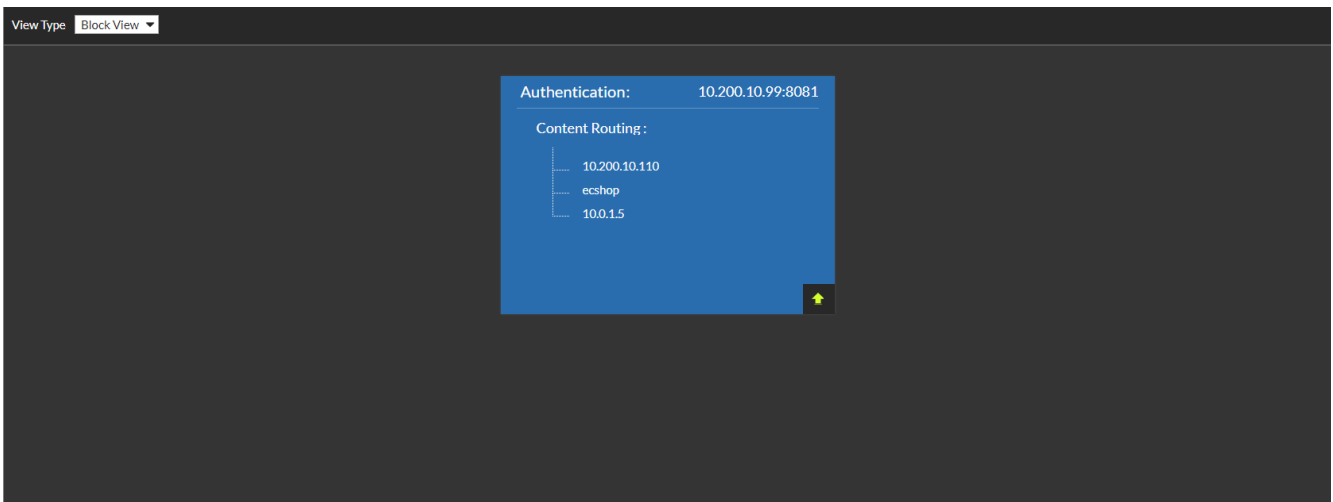 View Type Block View
Authentication: 10.200.10.99:8081
Content Routing :
10.200.10.110
ecshop
10.0.1.5